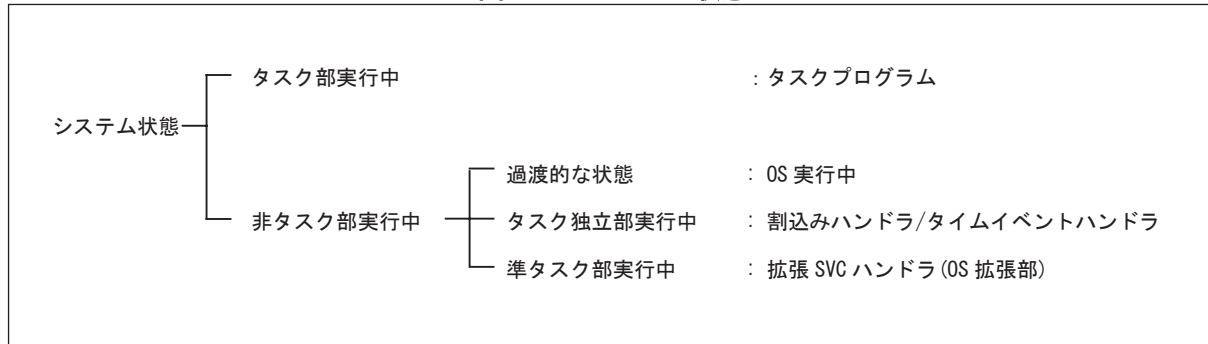 タスク部実行中 : タスクプログラム
システム状態
過渡的な状態 : OS 実行中
非タスク部実行中 タスク独立部実行中 : 割込みハンドラ/タイムイベントハンドラ
準タスク部実行中 : 拡張 SVC ハンドラ(OS 拡張部)